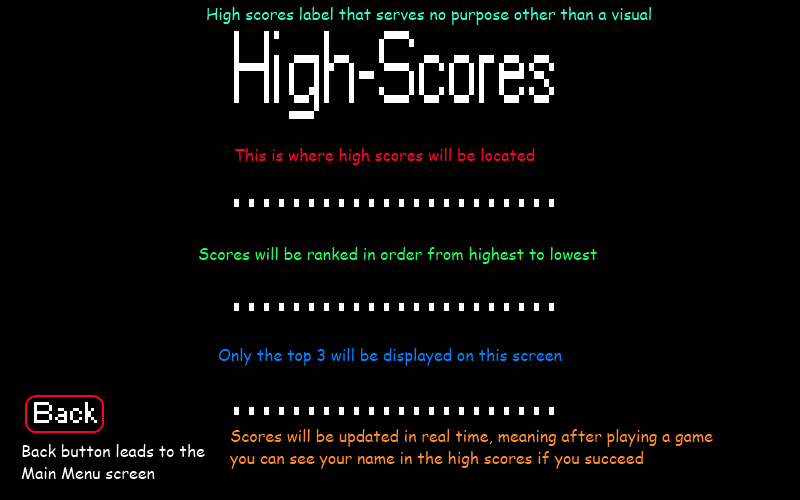 High scores label that serves no purpose other than a visual
High-Scores
This is where high scores will be located
......................
Scores will be ranked in order from highest to lowest
......................
Only the top 3 will be displayed on this screen
......................
Back
Back button leads to the
Main Menu screen
Scores will be updated in real time, meaning after playing a game
you can see your name in the high scores if you succeed